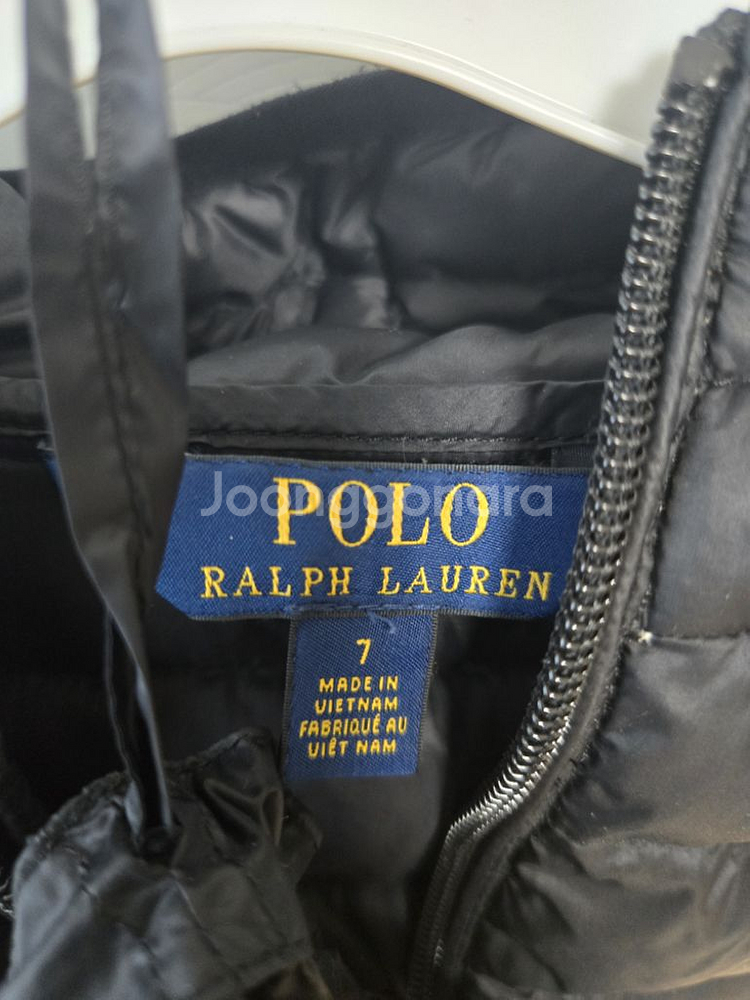 Joonggonara
POLO
RALPH LAUREN
7
MADE IN
VIETNAM
FABRIQUÉ AU
VIÊT NAM